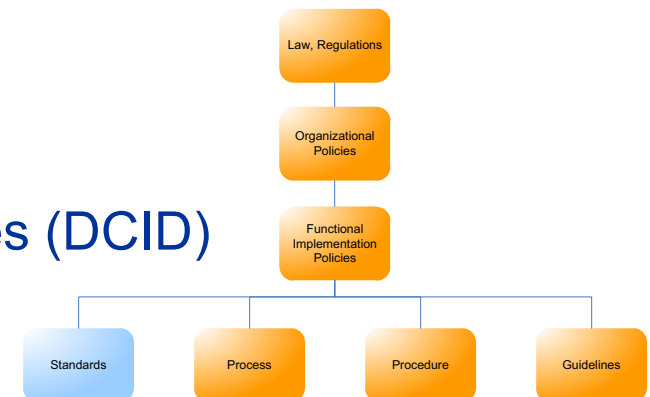 Law, Regulations
Organizational
Policies
es (DCID)
Functional
Implementation
Policies
Standards
Process
Procedure
Guidelines